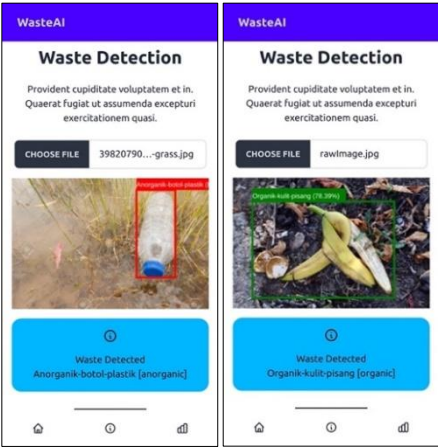 WasteAI
Waste Detection
Provident cupiditate voluptatem et in.
Quaerat fugiat ut assumenda excepturi
exercitationem quasi.
CHOOSE FILE 39820790...-grass.jpg
Anorganik-botol-plastik
Waste Detected
Anorganik-botol-plastik [anorganic]
WasteAI
Waste Detection
Provident cupiditate voluptatem et in.
Quaerat fugiat ut assumenda excepturi
exercitationem quasi.
CHOOSE FILE rawImage.jpg
Organik-kulit-pisang (78.39%)
Waste Detected
Organik-kulit-pisang [organic]